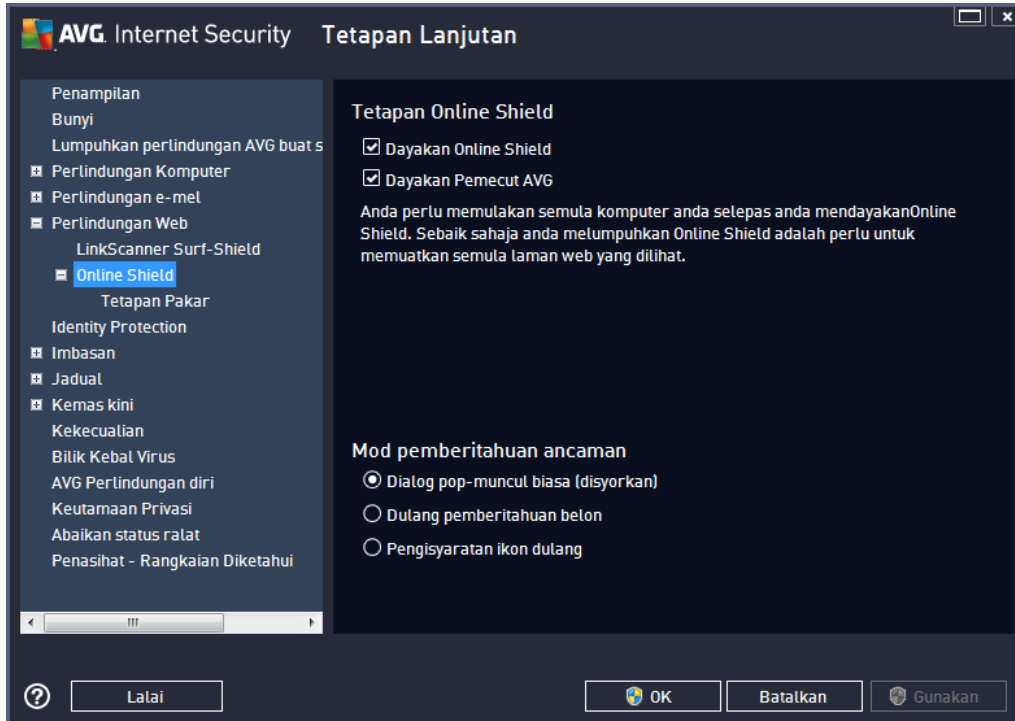 AVG. Internet Security Tetapan Lanjutan
Penampilan
Bunyi
Lumpuhkan perlindungan AVG buat s
Perlindungan Komputer
Perlindungan e-mel
Perlindungan Web
LinkScanner Surf-Shield
Online Shield
Tetapan Pakar
Identity Protection
Imbasan
Jadual
Kemas kini
Kekecualian
Bilik Kebal Virus
AVG Perlindungan diri
Keutamaan Privasi
Abaikan status ralat
Penasihat - Rangkaian Diketahui
Tetapan Online Shield
Dayakan Online Shield
Dayakan Pemecut AVG
Anda perlu memulakan semula komputer anda selepas anda mendayakanOnline
Shield. Sebaik sahaja anda melumpuhkan Online Shield adalah perlu untuk
memuatkan semula laman web yang dilihat.
Mod pemberitahuan ancaman
Dialog pop-muncul biasa (disyorkan)
Dulang pemberitahuan belon
Pengisyaratan ikon dulang
Lalai
OK
Batalkan
Gunakan